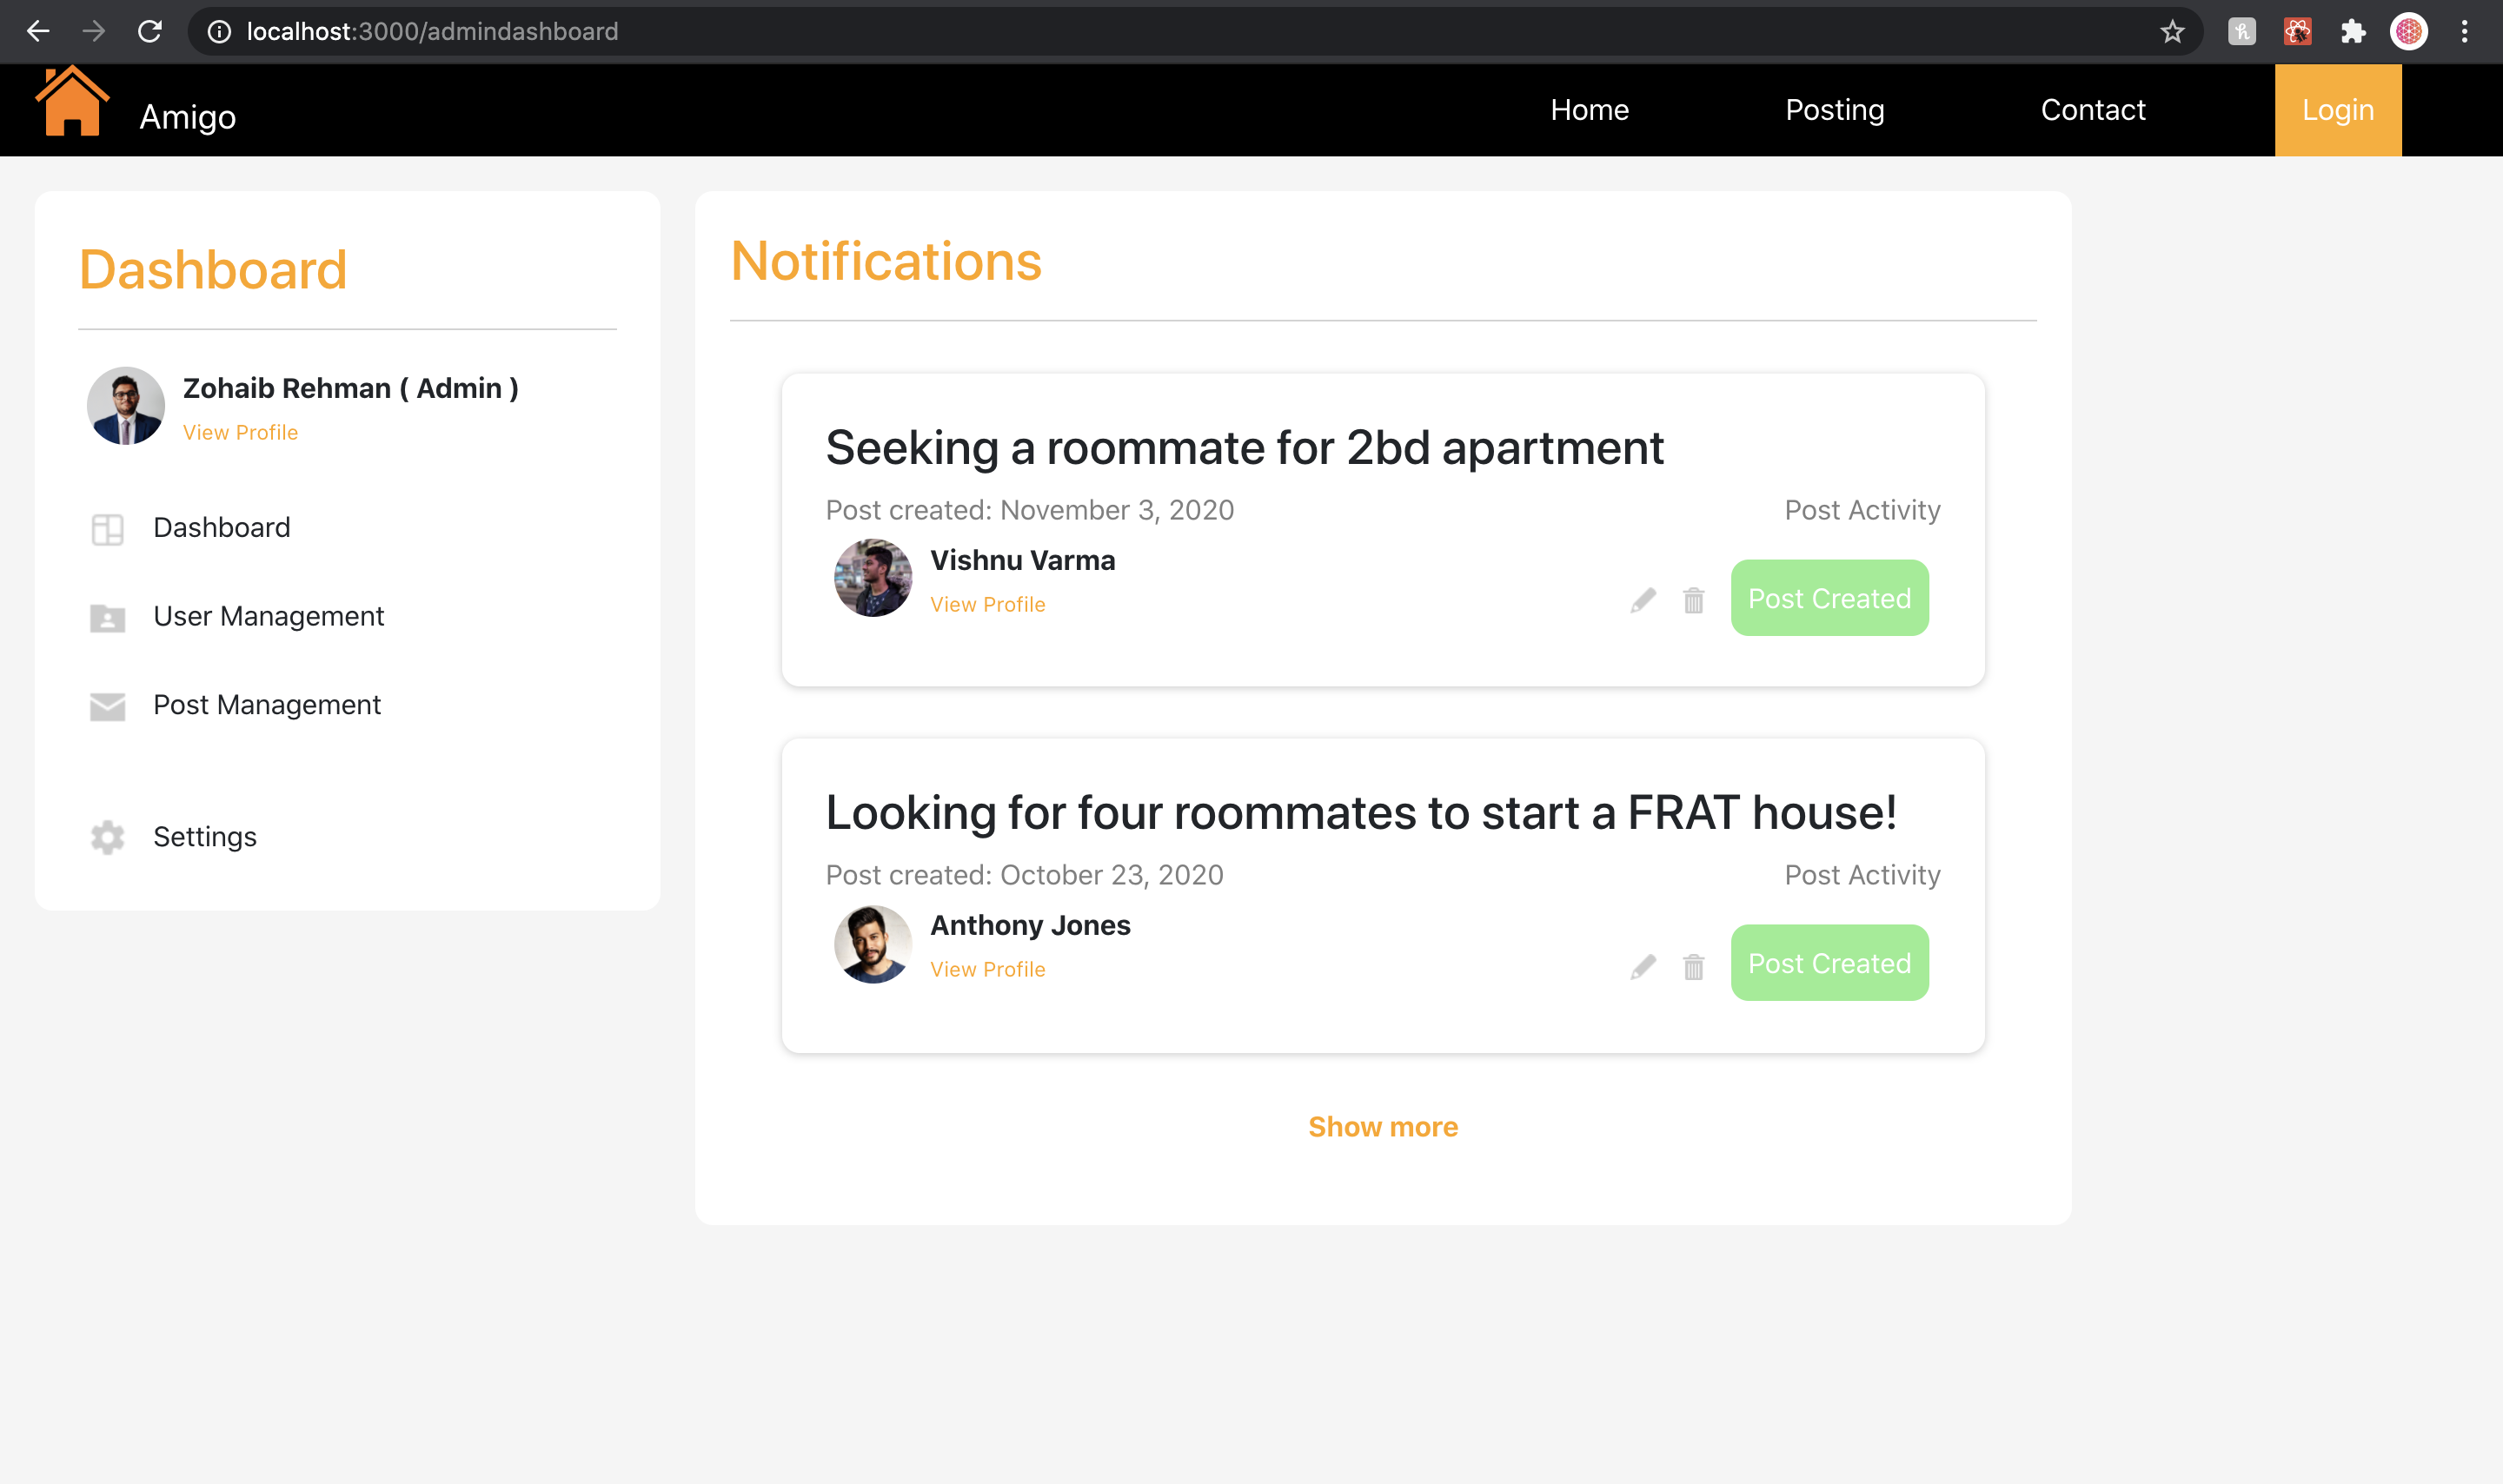 localhost:3000/admindashboard
Amigo
Home
Posting
Contact
Login
Dashboard
Zohaib Rehman ( Admin )
View Profile
Dashboard
User Management
Post Management
Settings
Notifications
Seeking a roommate for 2bd apartment
Post created: November 3, 2020
Post Activity
Vishnu Varma
View Profile
Post Created
Looking for four roommates to start a FRAT house!
Post created: October 23, 2020
Post Activity
Anthony Jones
View Profile
Post Created
Show more